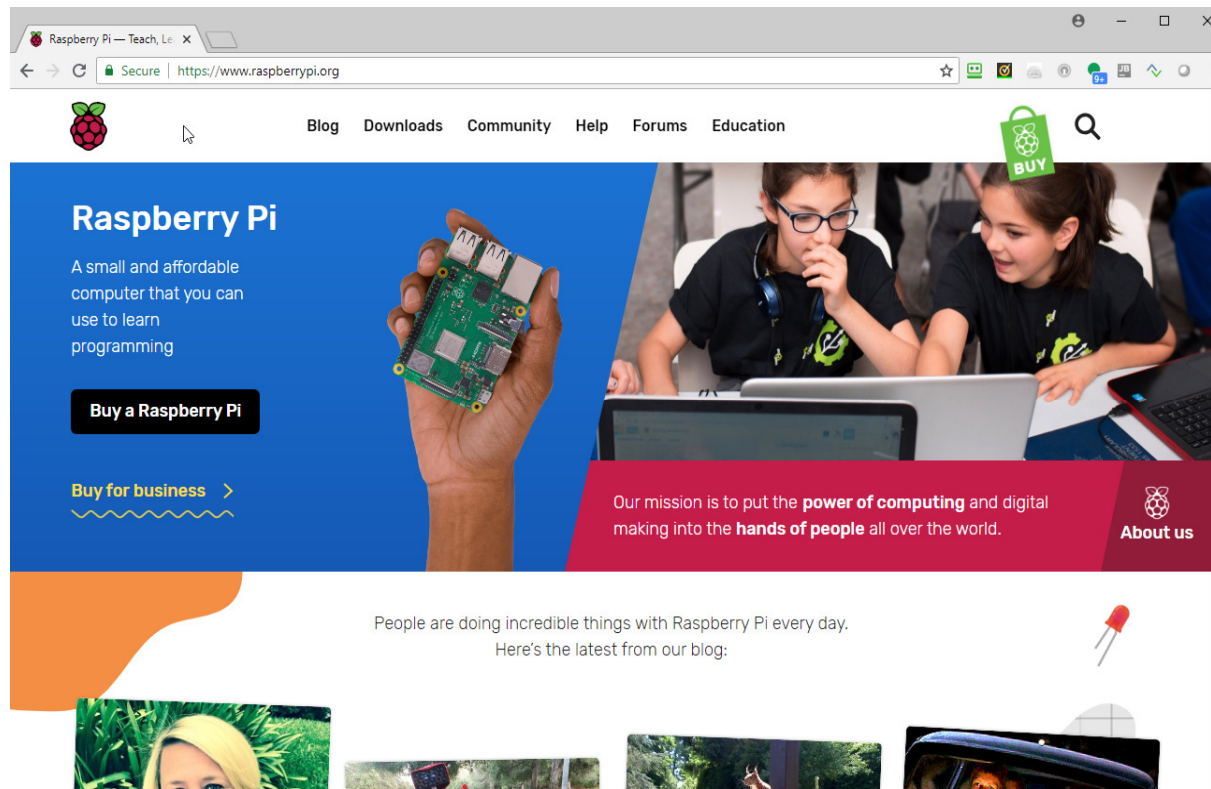 Raspberry Pi — Teach, Le
Secure | https://www.raspberrypi.org
9+
JB
Blog Downloads Community Help Forums Education
BUY
Raspberry Pi
A small and affordable
computer that you can
use to learn
programming
Buy a Raspberry Pi
Buy for business
Our mission is to put the power of computing and digital
making into the hands of people all over the world.
About us
People are doing incredible things with Raspberry Pi every day.
Here's the latest from our blog: